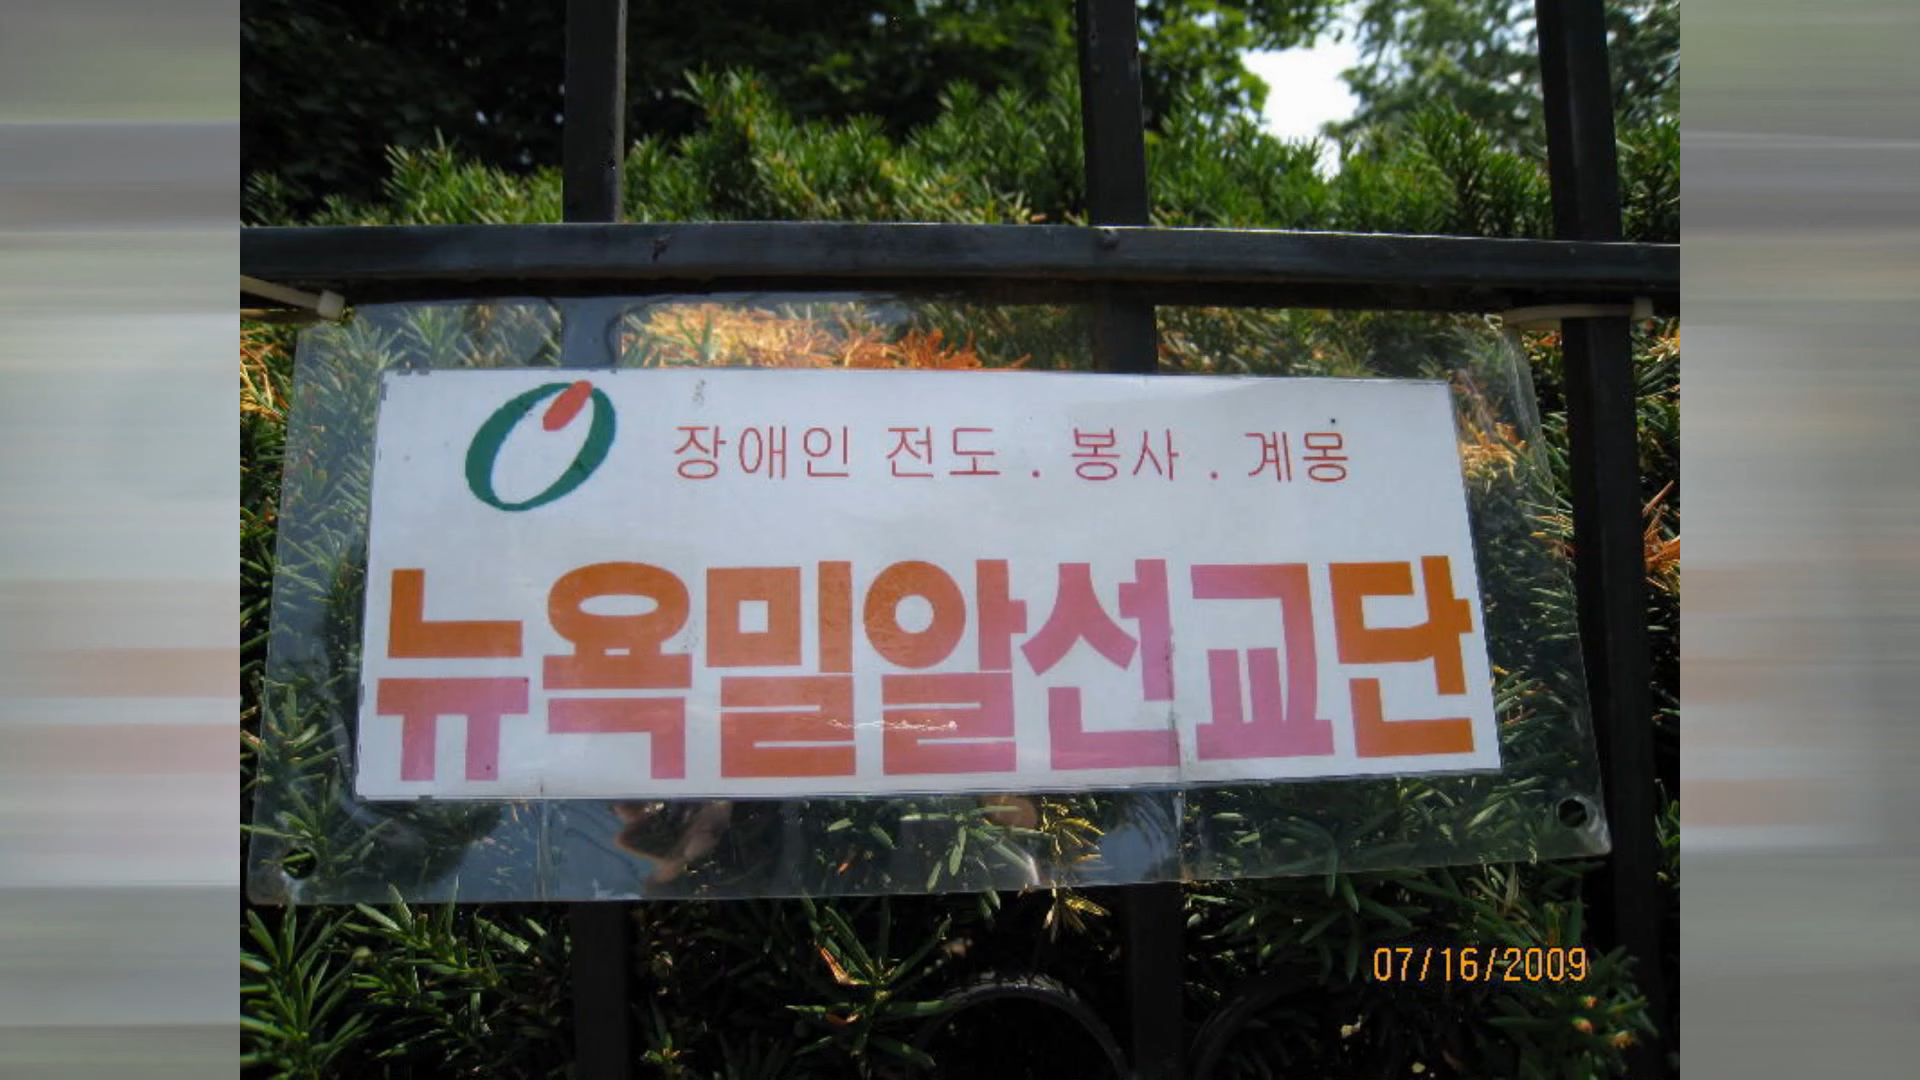 장애인 전도 . 봉사 . 계몽
뉴욕밀알선교단
07/16/2009